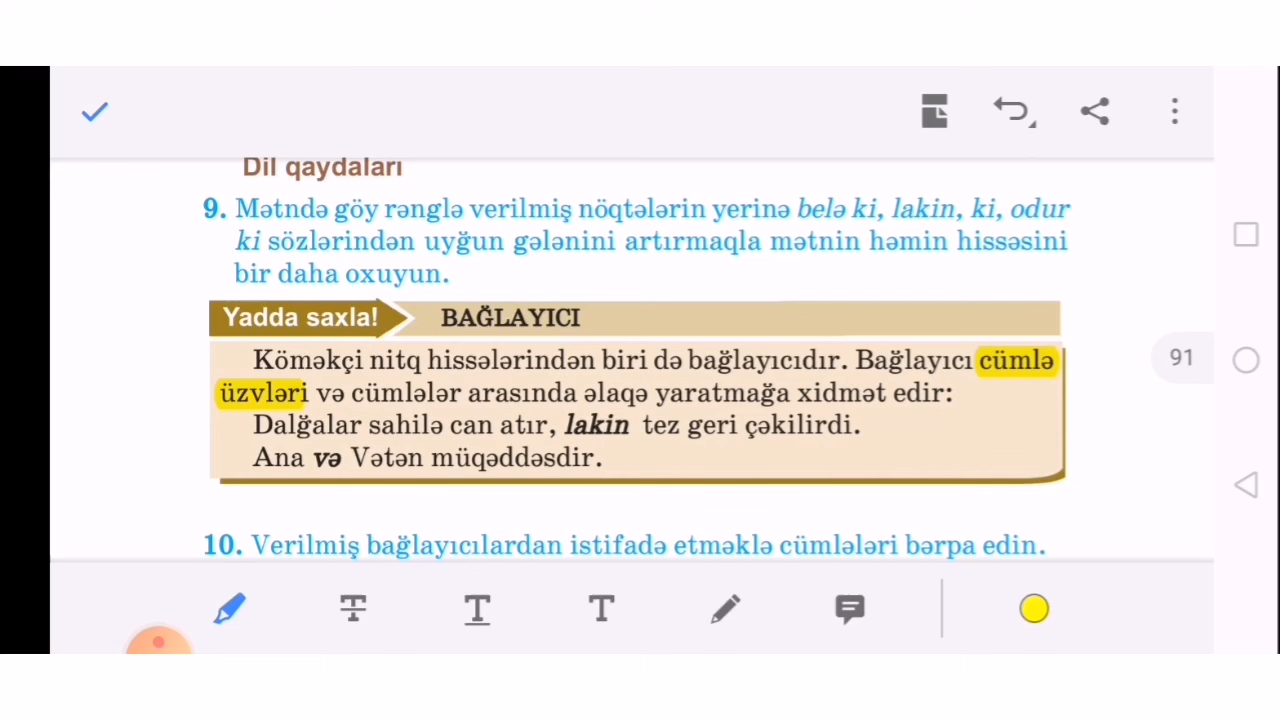 Dil qaydaları
9. Mətndə göy rənglə verilmiş nöqtələrin yerinə belə ki, lakin, ki, odur
ki sözlərindən uyğun gələnini artırmaqla mətnin həmin hissəsini
bir daha oxuyun.
Yadda saxla! BAĞLAYICI
Köməkçi nitq hissələrindən biri də bağlayıcıdır. Bağlayıcı cümlə
üzvləri və cümlələr arasında əlaqə yaratmağa xidmət edir:
Dalğalar sahilə can atır, lakin tez geri çəkilirdi.
Ana və Vətən müqəddəsdir.
91
10. Verilmiş bağlayıcılardan istifadə etməklə cümlələri bərpa edin.